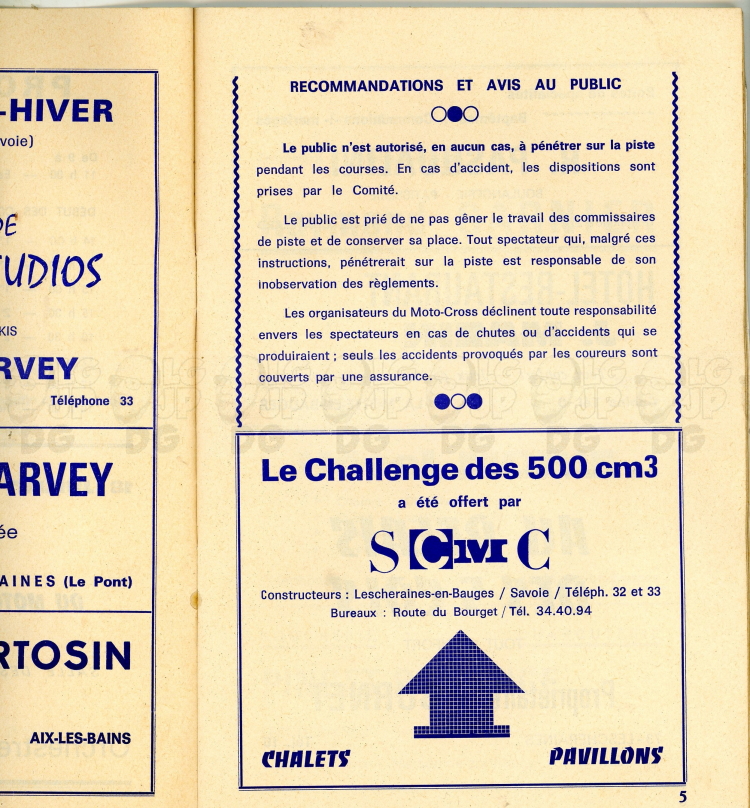 -HIVER
voie)
DE
TUDIOS
KIS
RVEY
Téléphone 33
ARVEY
ée
AINES (Le Pont)
RTOSIN
AIX-LES-BAINS
RECOMMANDATIONS ET AVIS AU PUBLIC
Le public n'est autorisé, en aucun cas, à pénétrer sur la piste
pendant les courses. En cas d'accident, les dispositions sont
prises par le Comité.
Le public est prié de ne pas gêner le travail des commissaires
de piste et de conserver sa place. Tout spectateur qui, malgré ces
instructions, pénétrerait sur la piste est responsable de son
inobservation des règlements.
Les organisateurs du Moto-Cross déclinent toute responsabilité
envers les spectateurs en cas de chutes ou d'accidents qui se
produiraient ; seuls les accidents provoqués par les coureurs sont
couverts par une assurance.
Le Challenge des 500 cm3
a été offert par
SCMC
Constructeurs : Lescheraines-en-Bauges / Savoie / Téléph. 32 et 33
Bureaux : Route du Bourget / Tél. 34.40.94
CHALETS PAVILLONS
5